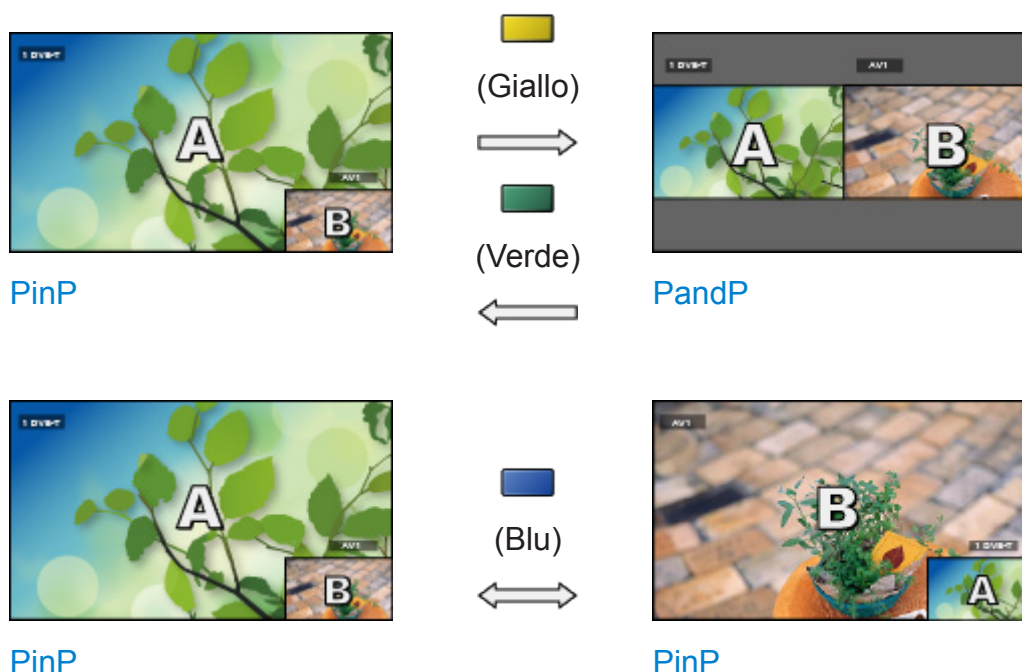 1 DVB-T
A
AV1
B
PinP
(Giallo)
(Verde)
1 DVB-T
AV1
A
B
PandP
1 DVB-T
A
AV1
B
PinP
(Blu)
AV1
B
1 DVB-T
A
PinP